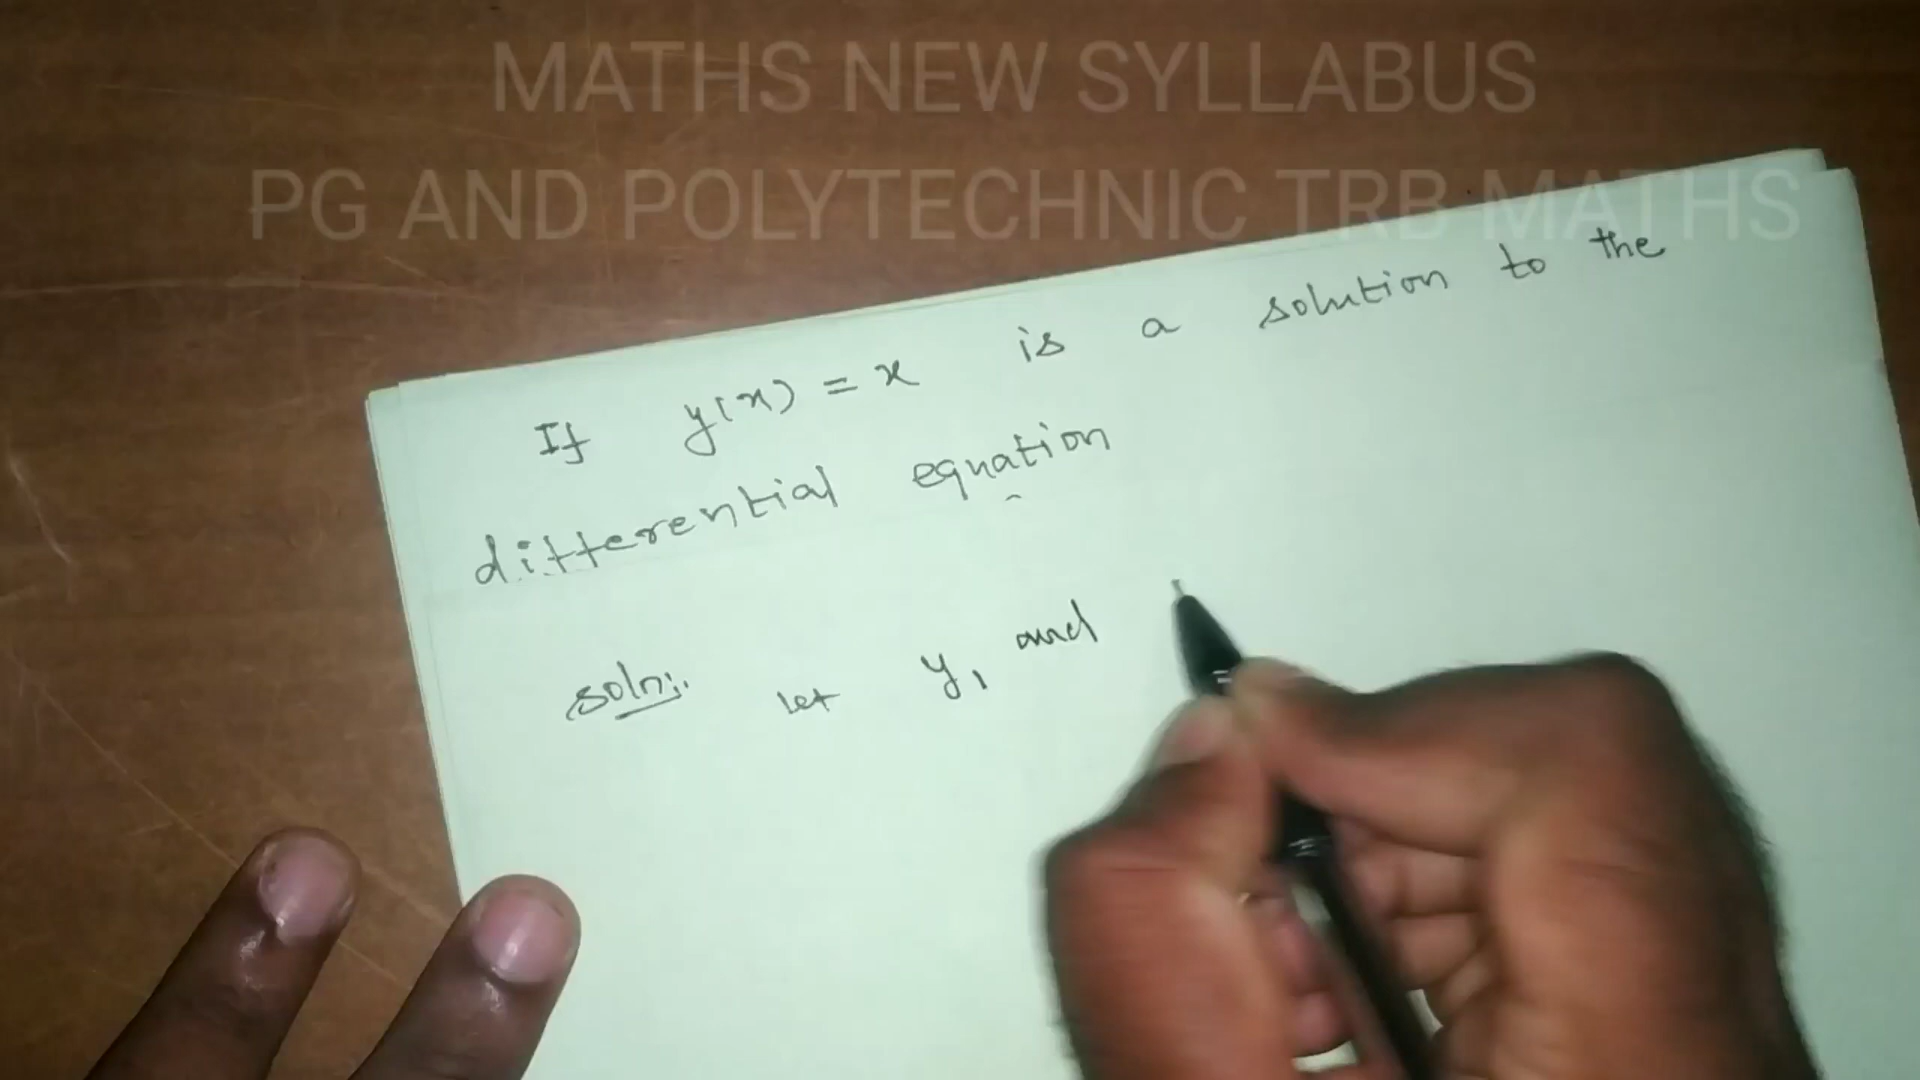 MATHS NEW SYLLABUS
PG AND POLYTECHNIC TRB MATHS
If y(x) = x is a solution to the
differential equation
soln:. let y₁ and